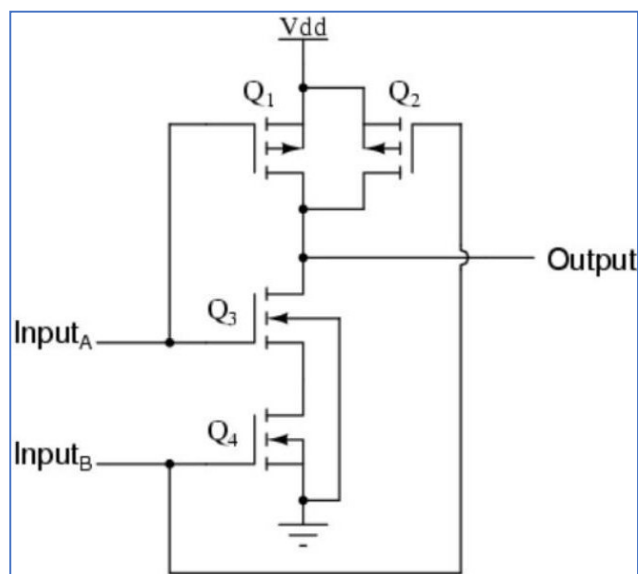 Vdd
Q1 Q2
Output
Q3
InputA
Q4
InputB